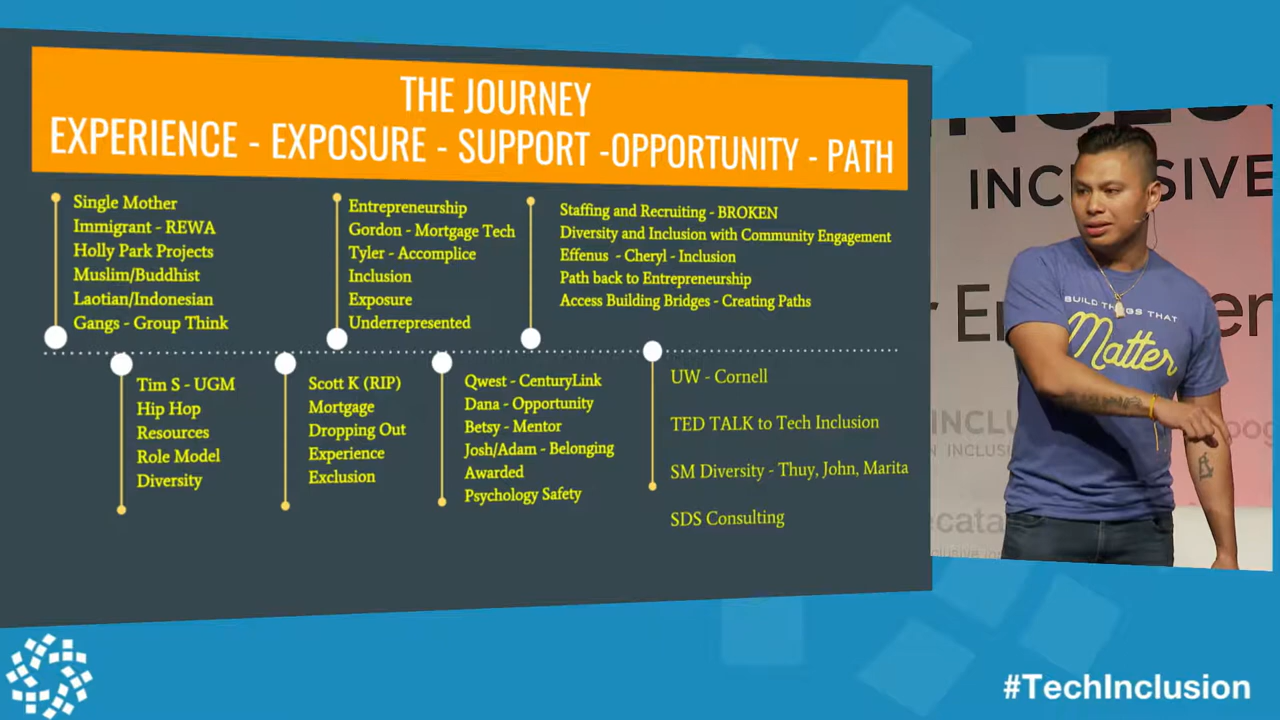 THE JOURNEY
EXPERIENCE - EXPOSURE - SUPPORT -OPPORTUNITY - PATH
Single Mother
Immigrant - REWA
Holly Park Projects
Muslim/Buddhist
Laotian/Indonesian
Gangs - Group Think
Entrepreneurship
Gordon - Mortgage Tech
Tyler - Accomplice
Inclusion
Exposure
Underrepresented
Staffing and Recruiting - BROKEN
Diversity and Inclusion with Community Engagement
Effenus - Cheryl - Inclusion
Path back to Entrepreneurship
Access Building Bridges - Creating Paths
Tim S - UGM
Hip Hop
Resources
Role Model
Diversity
Scott K (RIP)
Mortgage
Dropping Out
Experience
Exclusion
Qwest - CenturyLink
Dana - Opportunity
Betsy - Mentor
Josh/Adam - Belonging
Awarded
Psychology Safety
UW - Cornell
TED TALK to Tech Inclusion
SM Diversity - Thuy, John, Marita
SDS Consulting
BUILD THINGS THAT
Matter
#TechInclusion